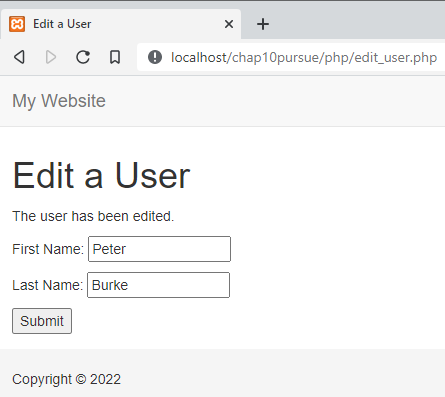 Edit a User
localhost/chap10pursue/php/edit_user.php
My Website
Edit a User
The user has been edited.
First Name: Peter
Last Name: Burke
Submit
Copyright © 2022